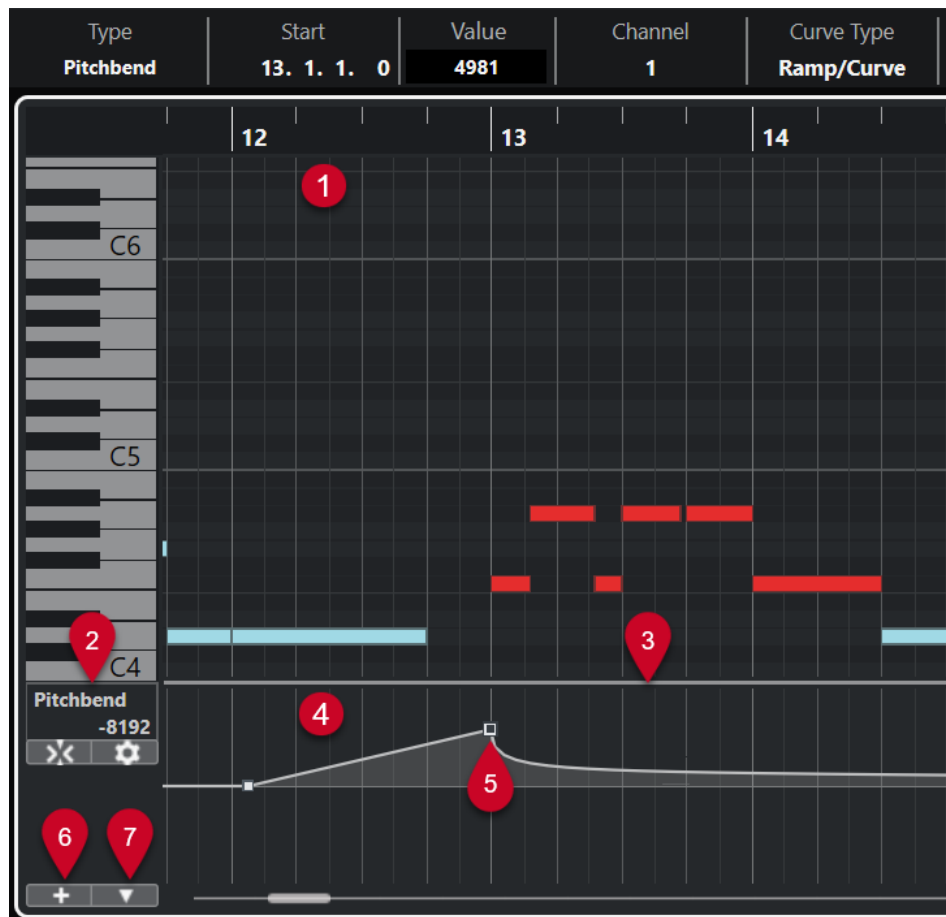 Type Start Value Channel Curve Type
Pitchbend 13. 1. 1. 0 4981 1 Ramp/Curve
12 13 14
1
C6
C5
2 3
C4
Pitchbend
-8192
4
5
6 7